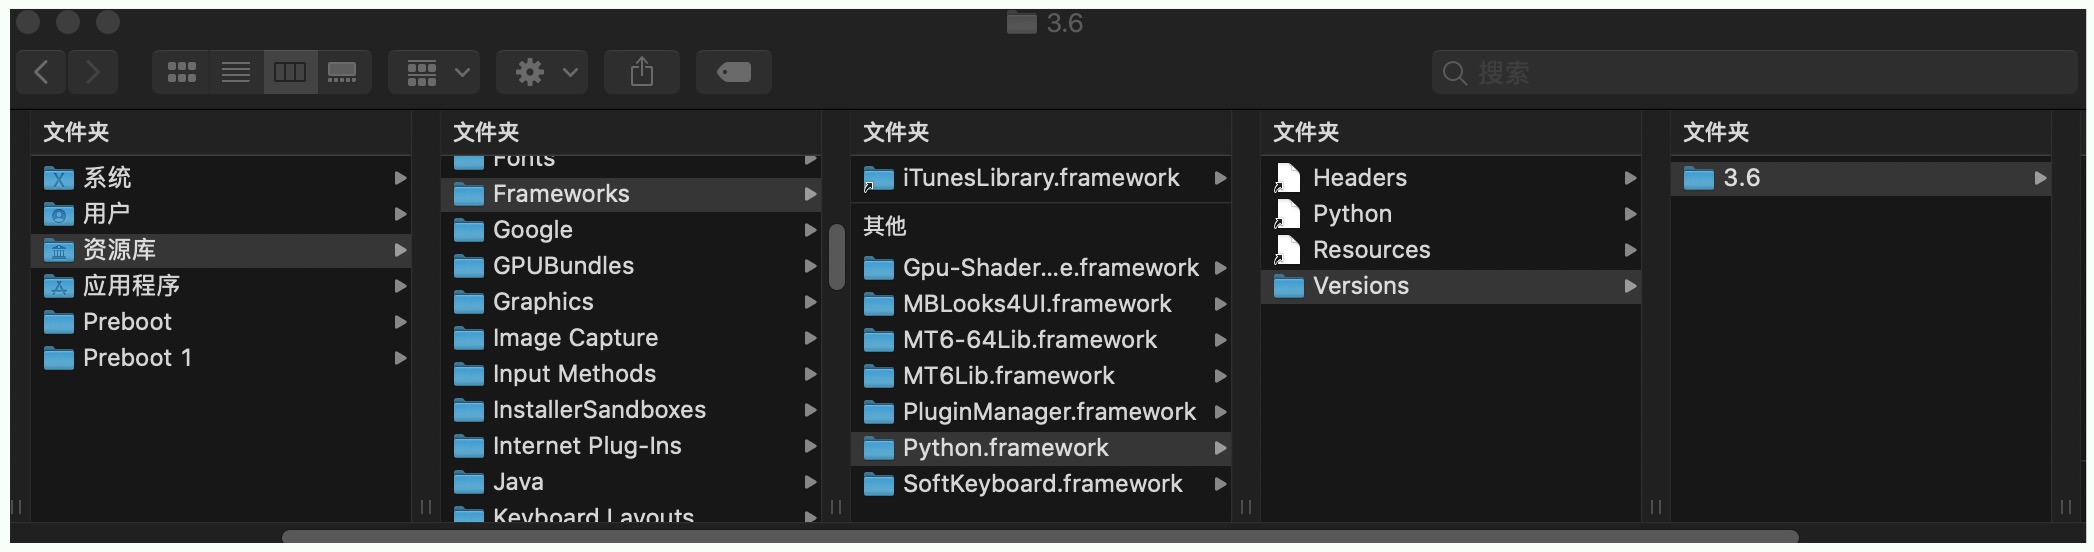 3.6
搜索
文件夹
系统
用户
资源库
应用程序
Preboot
Preboot 1
文件夹
Fonts
Frameworks
Google
GPUBundles
Graphics
Image Capture
Input Methods
InstallerSandboxes
Internet Plug-Ins
Java
Keyboard Layouts
文件夹
iTunesLibrary.framework
其他
Gpu-Shader...e.framework
MBLooks4UI.framework
MT6-64Lib.framework
MT6Lib.framework
PluginManager.framework
Python.framework
SoftKeyboard.framework
文件夹
Headers
Python
Resources
Versions
文件夹
3.6